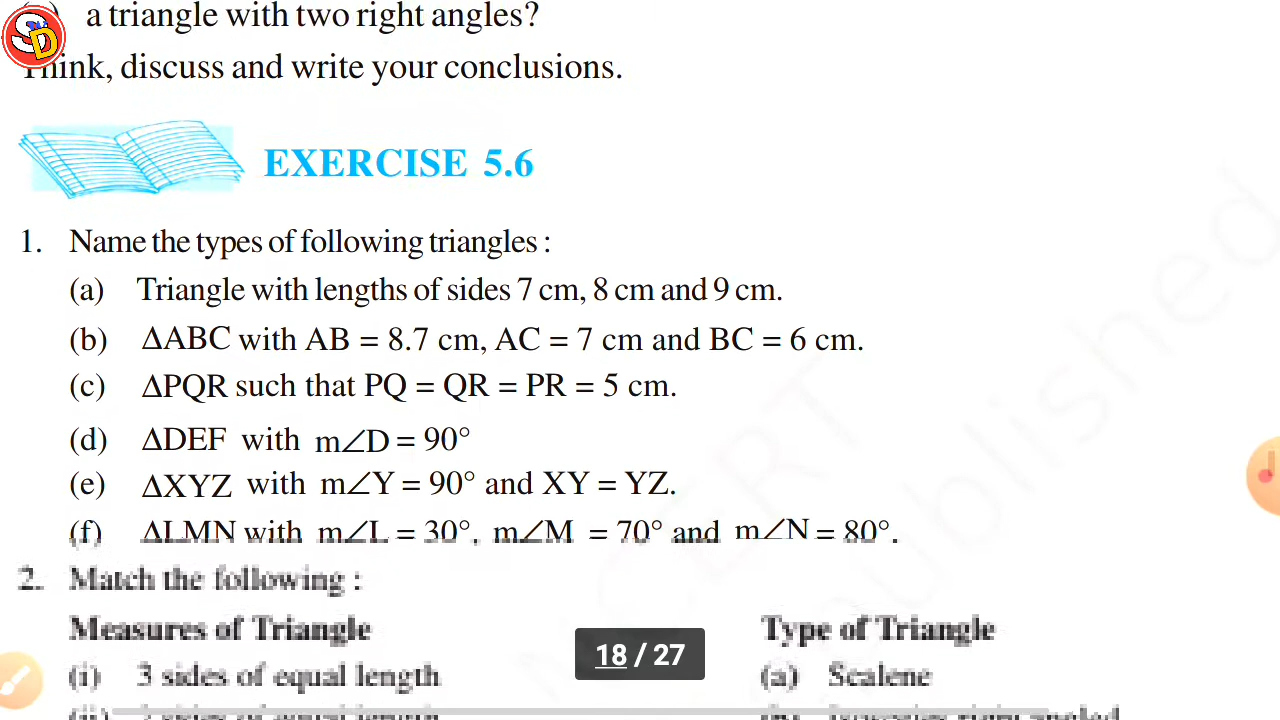 SD
a triangle with two right angles?
Think, discuss and write your conclusions.
EXERCISE 5.6
1. Name the types of following triangles :
(a) Triangle with lengths of sides 7 cm, 8 cm and 9 cm.
(b) ΔABC with AB = 8.7 cm, AC = 7 cm and BC = 6 cm.
(c) ΔPQR such that PQ = QR = PR = 5 cm.
(d) ΔDEF with m∠D = 90°
(e) ΔXYZ with m∠Y = 90° and XY = YZ.
(f) ΔLMN with m∠L = 30°, m∠M = 70° and m∠N = 80°.
2. Match the following :
Measures of Triangle Type of Triangle
(i) 3 sides of equal length (a) Scalene
18 / 27